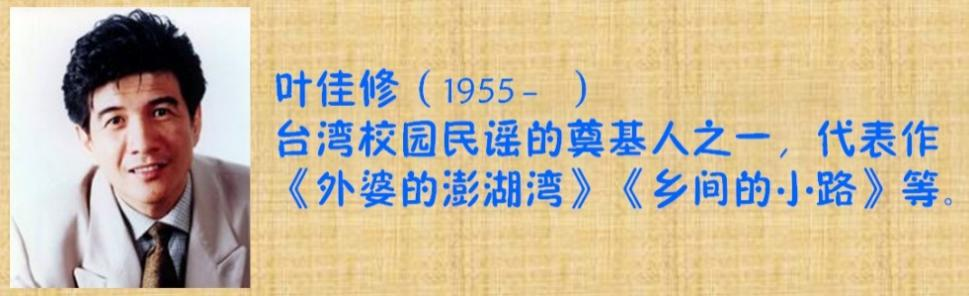 叶佳修（1955-  ）
台湾校园民谣的奠基人之一，代表作
《外婆的澎湖湾》《乡间的小路》等。